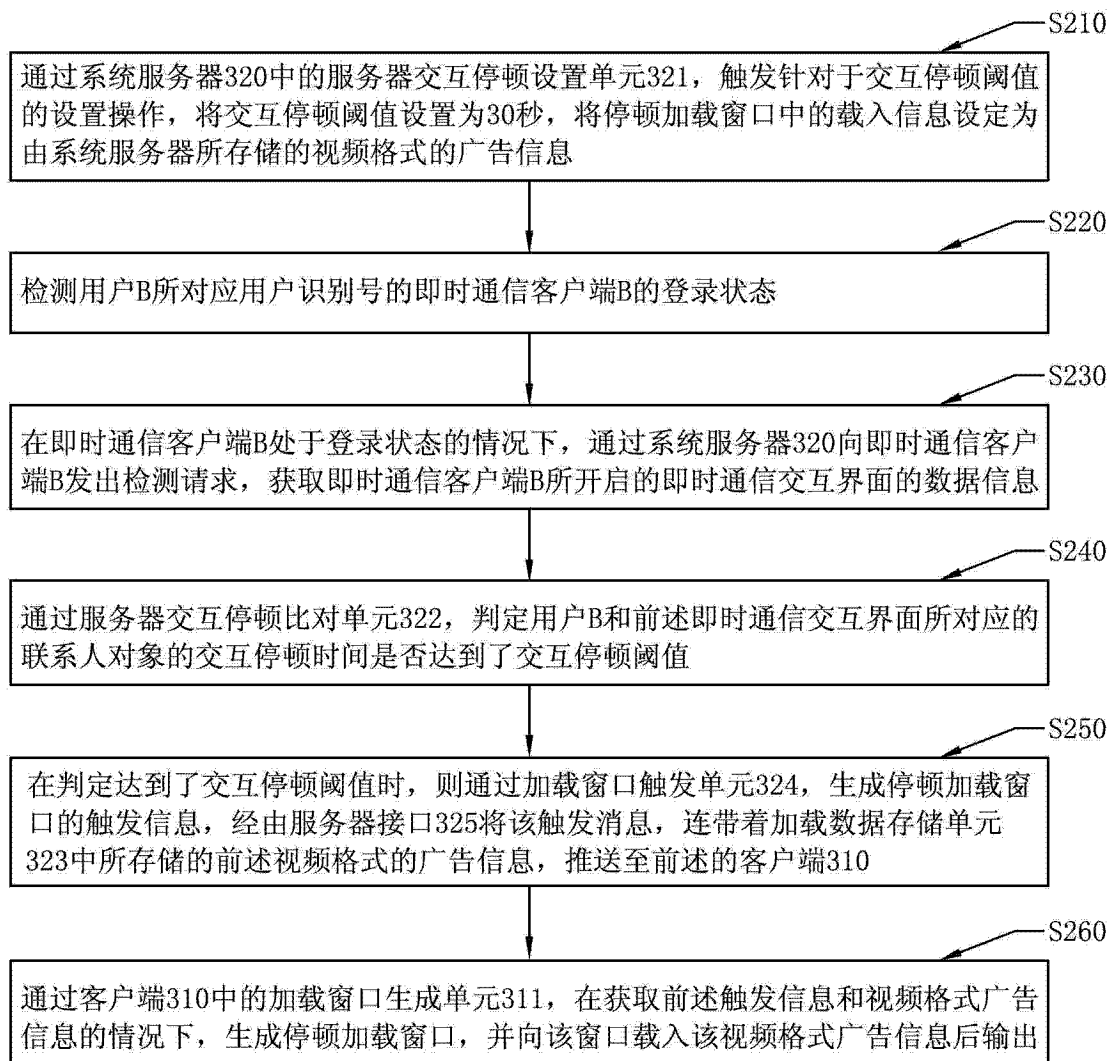 S210
通过系统服务器320中的服务器交互停顿设置单元321，触发针对于交互停顿阈值
的设置操作，将交互停顿阈值设置为30秒，将停顿加载窗口中的载入信息设定为
由系统服务器所存储的视频格式的广告信息
S220
检测用户B所对应用户识别号的即时通信客户端B的登录状态
S230
在即时通信客户端B处于登录状态的情况下，通过系统服务器320向即时通信客户
端B发出检测请求，获取即时通信客户端B所开启的即时通信交互界面的数据信息
S240
通过服务器交互停顿比对单元322，判定用户B和前述即时通信交互界面所对应的
联系人对象的交互停顿时间是否达到了交互停顿阈值
S250
在判定达到了交互停顿阈值时，则通过加载窗口触发单元324，生成停顿加载窗
口的触发信息，经由服务器接口325将该触发消息，连带着加载数据存储单元
323中所存储的前述视频格式的广告信息，推送至前述的客户端310
S260
通过客户端310中的加载窗口生成单元311，在获取前述触发信息和视频格式广告
信息的情况下，生成停顿加载窗口，并向该窗口载入该视频格式广告信息后输出